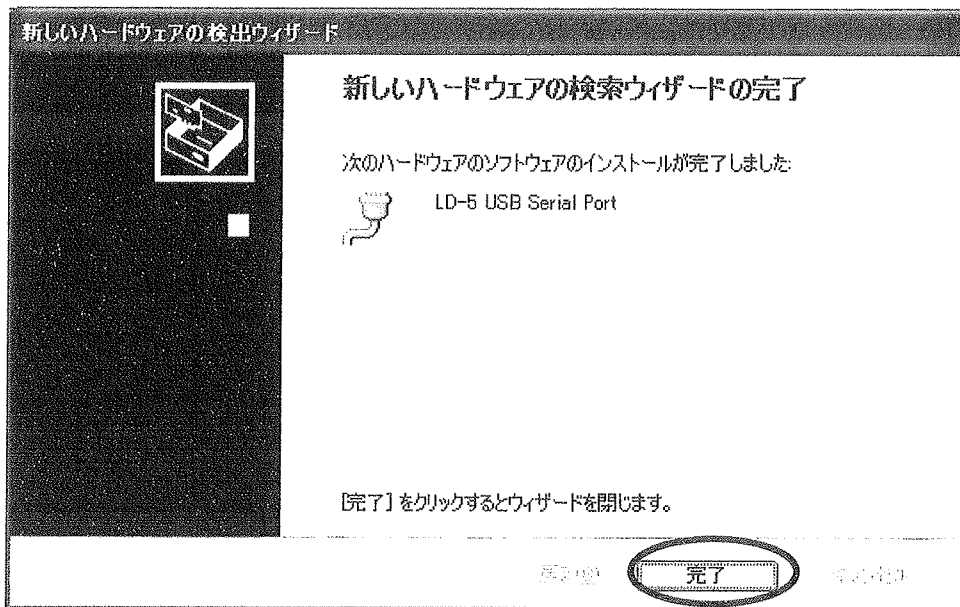 新しいハードウェアの検出ウィザード
新しいハードウェアの検索ウィザードの完了
次のハードウェアのソフトウェアのインストールが完了しました:
LD-5 USB Serial Port
[完了] をクリックするとウィザードを閉じます。
完了